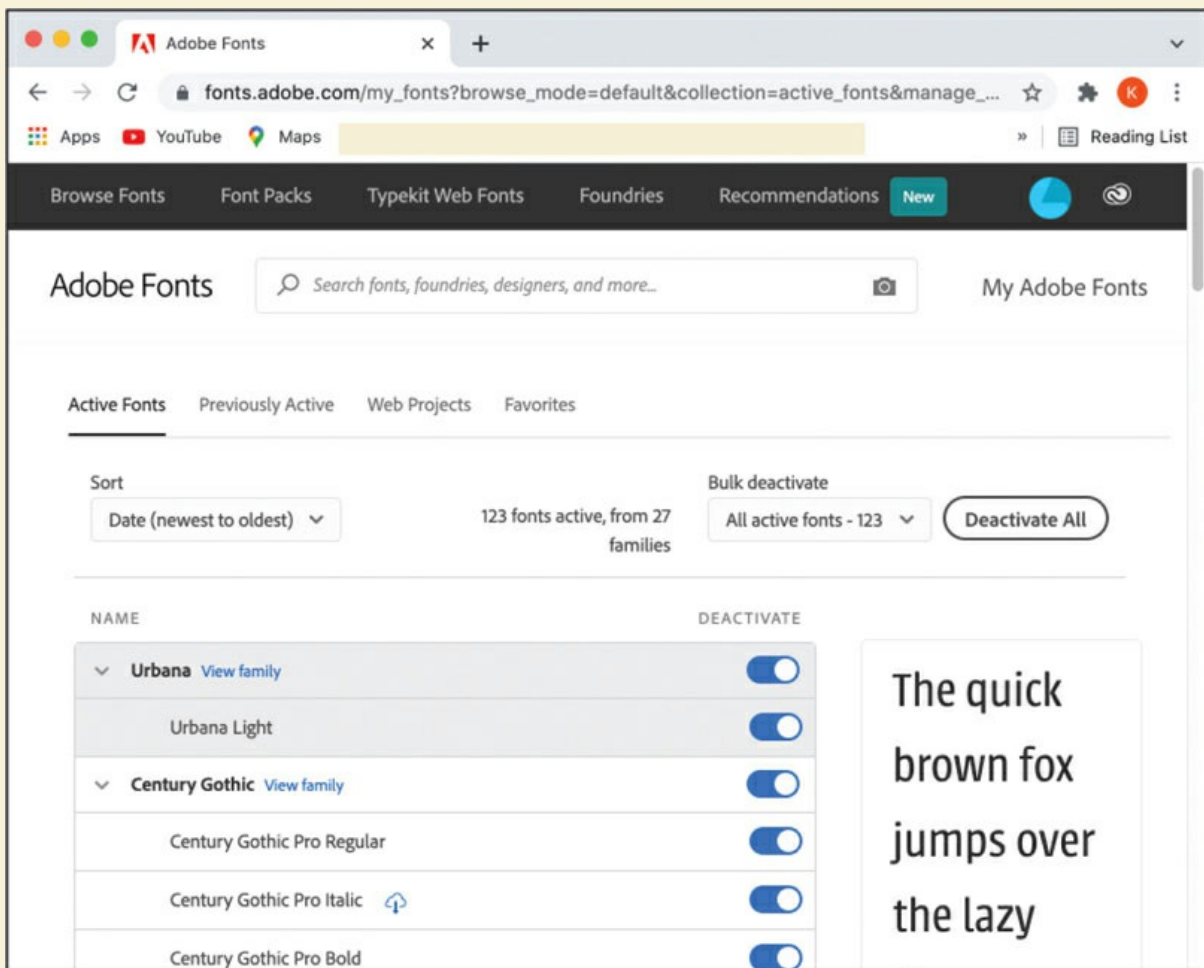 Adobe Fonts
fonts.adobe.com/my_fonts?browse_mode=default&collection=active_fonts&manage_...
K
Apps YouTube Maps » Reading List
Browse Fonts Font Packs Typekit Web Fonts Foundries Recommendations New
Adobe Fonts Search fonts, foundries, designers, and more... My Adobe Fonts
Active Fonts Previously Active Web Projects Favorites
Sort Bulk deactivate
Date (newest to oldest) 123 fonts active, from 27 All active fonts - 123 Deactivate All
families
NAME DEACTIVATE
Urbana View family
Urbana Light
Century Gothic View family
Century Gothic Pro Regular
Century Gothic Pro Italic
Century Gothic Pro Bold
The quick
brown fox
jumps over
the lazy